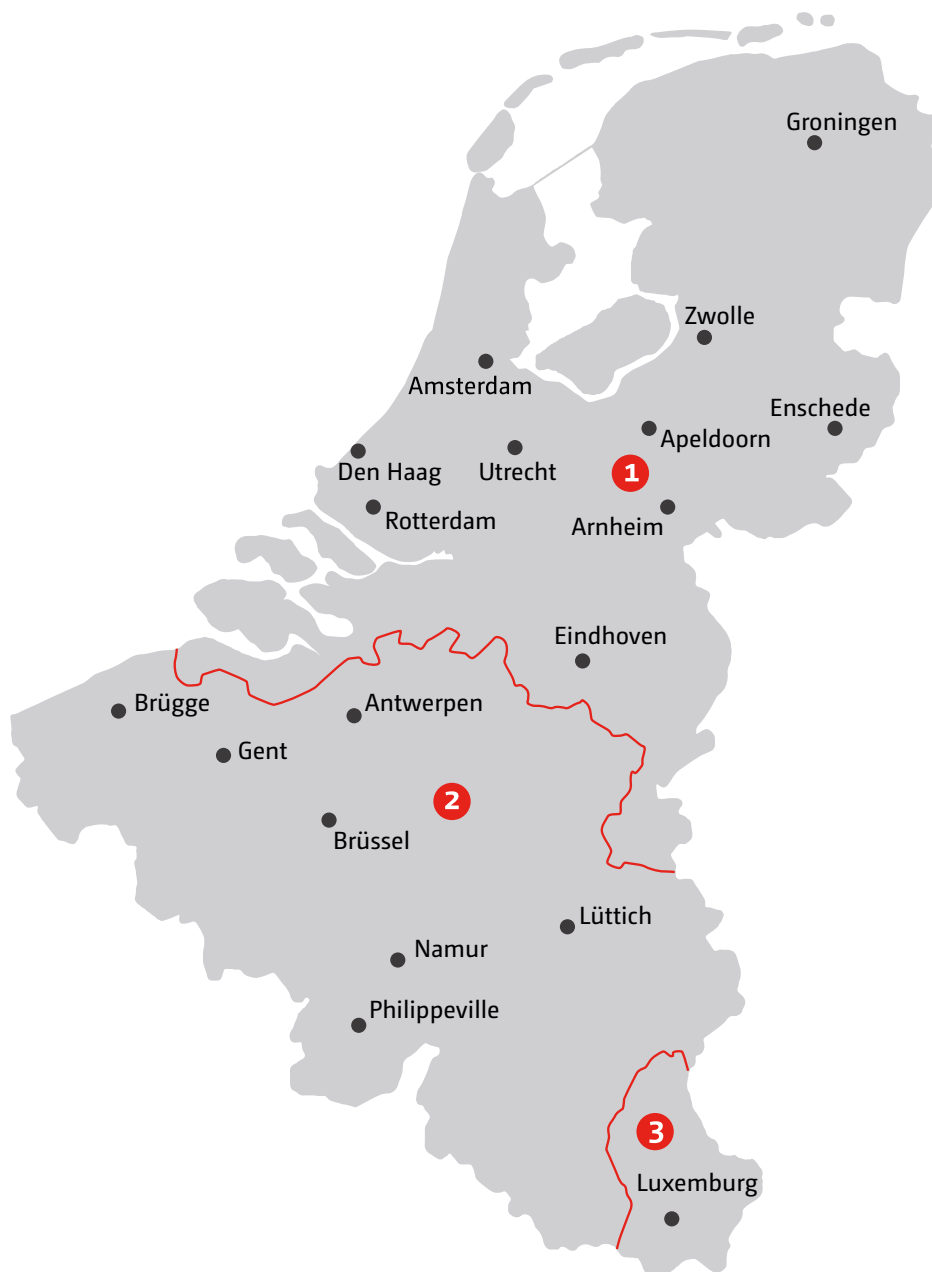 Groningen
Zwolle
Amsterdam
Enschede
Apeldoorn
Den Haag
Utrecht
1
Rotterdam
Arnheim
Eindhoven
Brügge
Antwerpen
Gent
2
Brüssel
Lüttich
Namur
Philippeville
3
Luxemburg